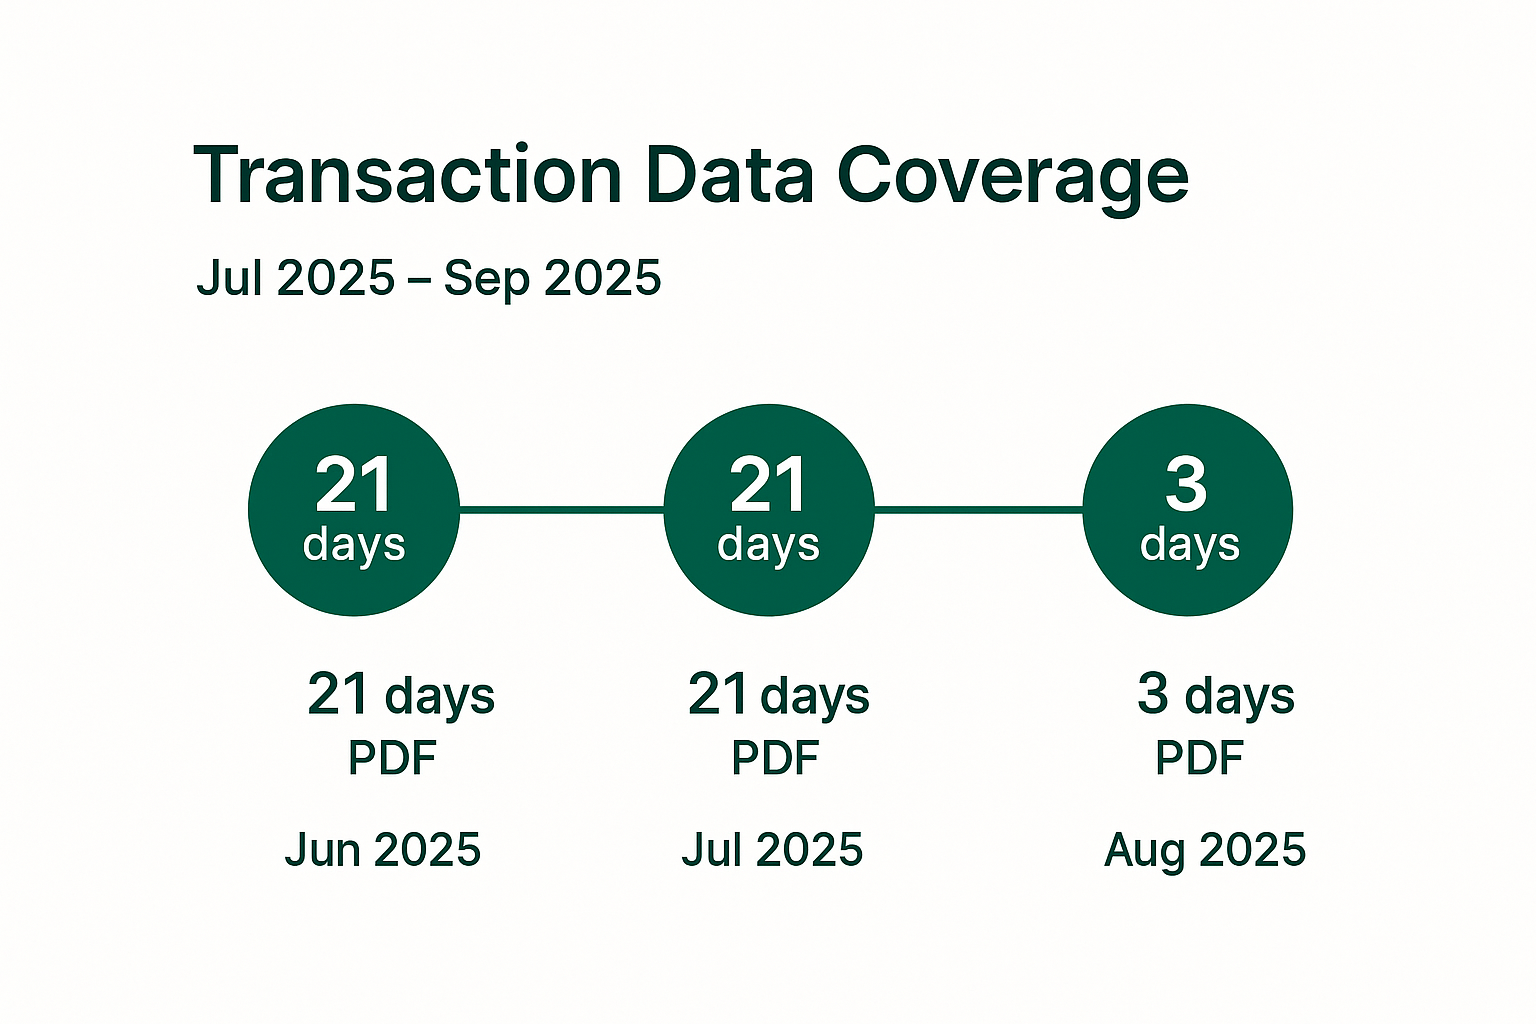 Transaction Data Coverage
Jul 2025 – Sep 2025
21
days
21
days
3
days
21 days
PDF
Jun 2025
21 days
PDF
Jul 2025
3 days
PDF
Aug 2025